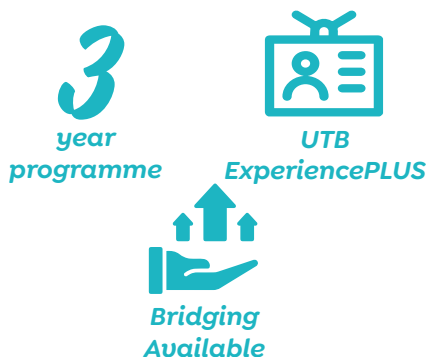 3
year
programme
UTB
ExperiencePLUS
Bridging
Available